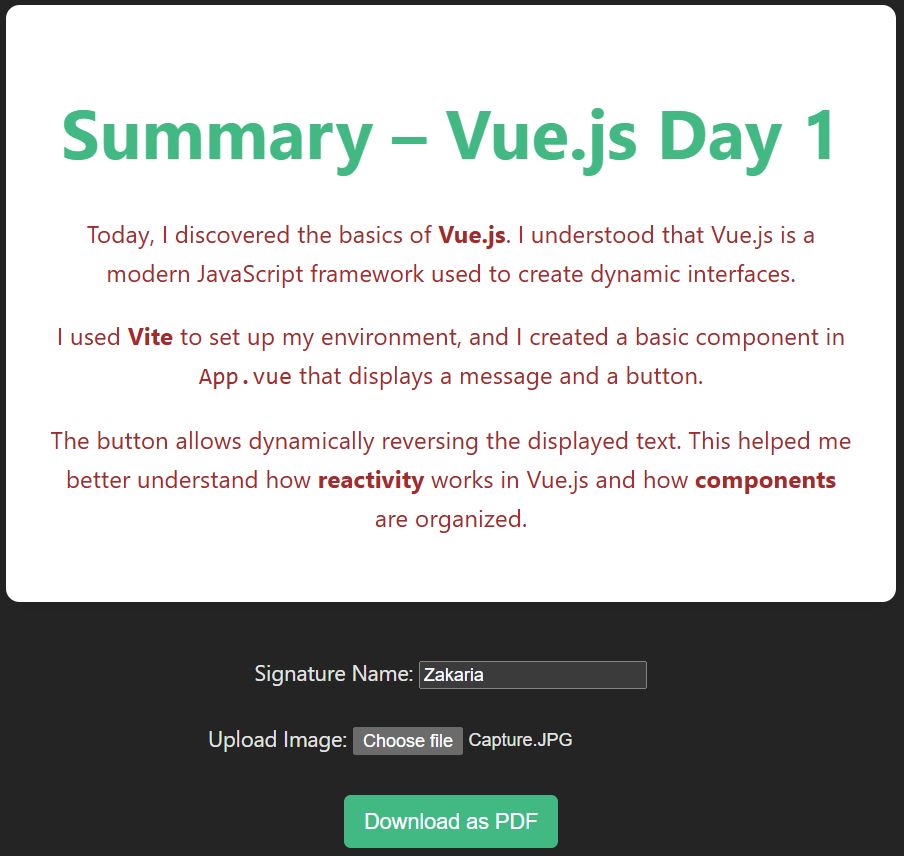 Summary – Vue.js Day 1
Today, I discovered the basics of Vue.js. I understood that Vue.js is a
modern JavaScript framework used to create dynamic interfaces.
I used Vite to set up my environment, and I created a basic component in
App.vue that displays a message and a button.
The button allows dynamically reversing the displayed text. This helped me
better understand how reactivity works in Vue.js and how components
are organized.
Signature Name: Zakaria
Upload Image: Choose file Capture.JPG
Download as PDF